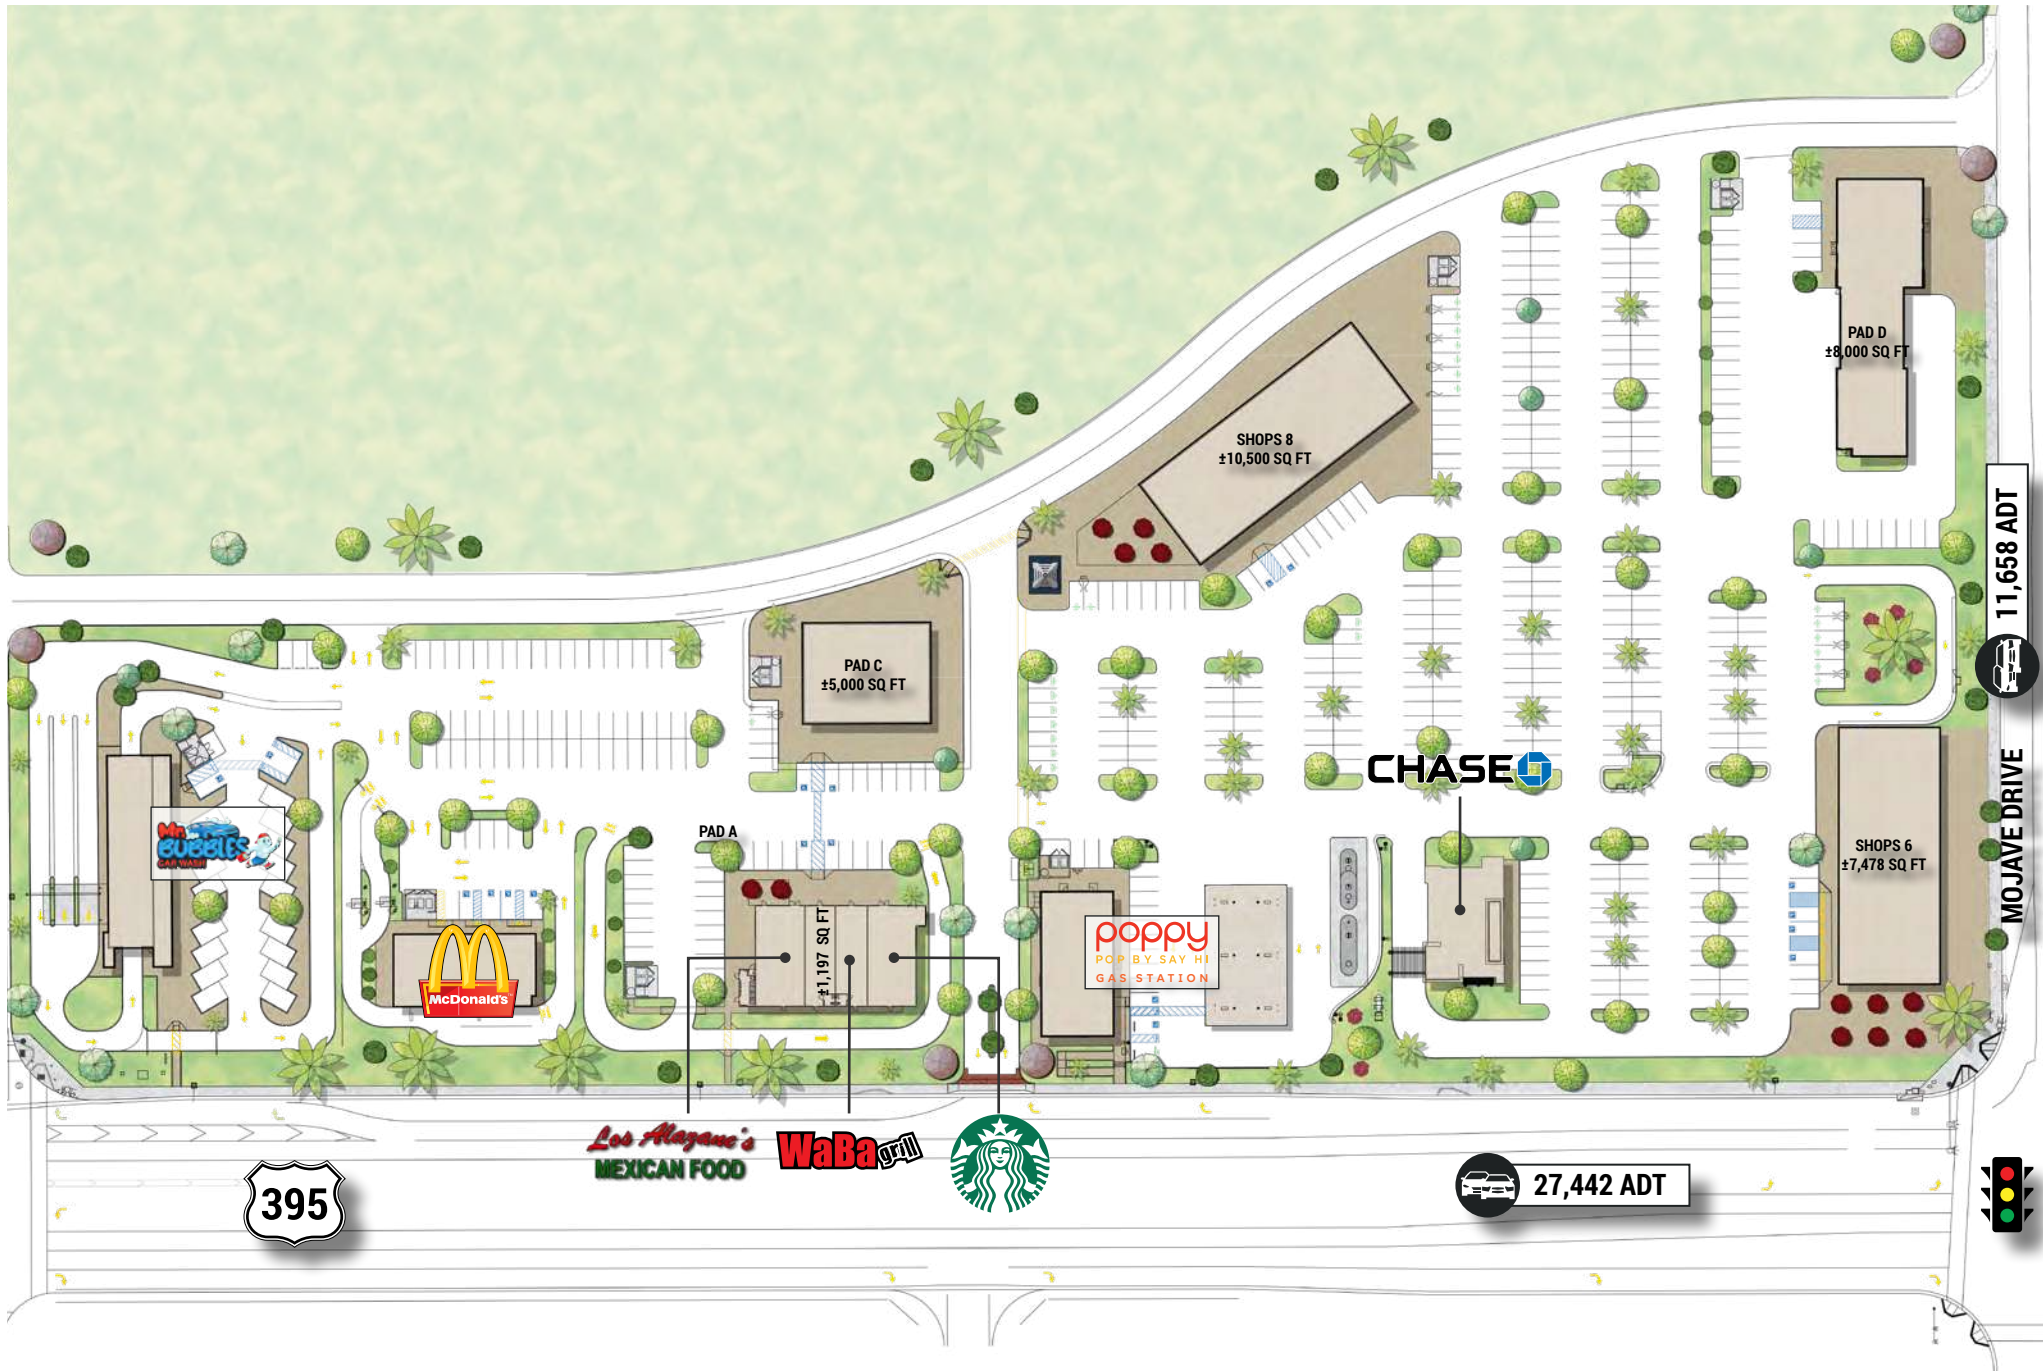 PAD D
±8,000 SQ FT
SHOPS 8
±10,500 SQ FT
11,658 ADT
PAD C
±5,000 SQ FT
CHASE
MOJAVE DRIVE
Mr.
BUBBLES
CAR WASH
PAD A
SHOPS 6
±7,478 SQ FT
±1,197 SQ FT
poppy
POP BY SAY HI
GAS STATION
McDonald's
Los Alazane's
MEXICAN FOOD
WaBa grill
395
27,442 ADT